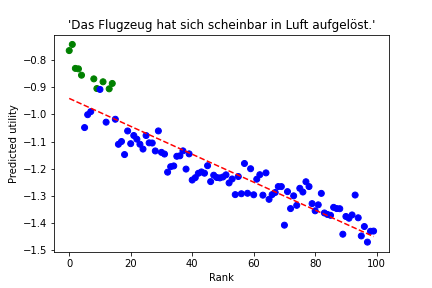 'Das Flugzeug hat sich scheinbar in Luft aufgelöst.'
−0.8
−0.9
−1.0
−1.1
−1.2
−1.3
−1.4
−1.5
Predicted utility
0 20 40 60 80 100
Rank